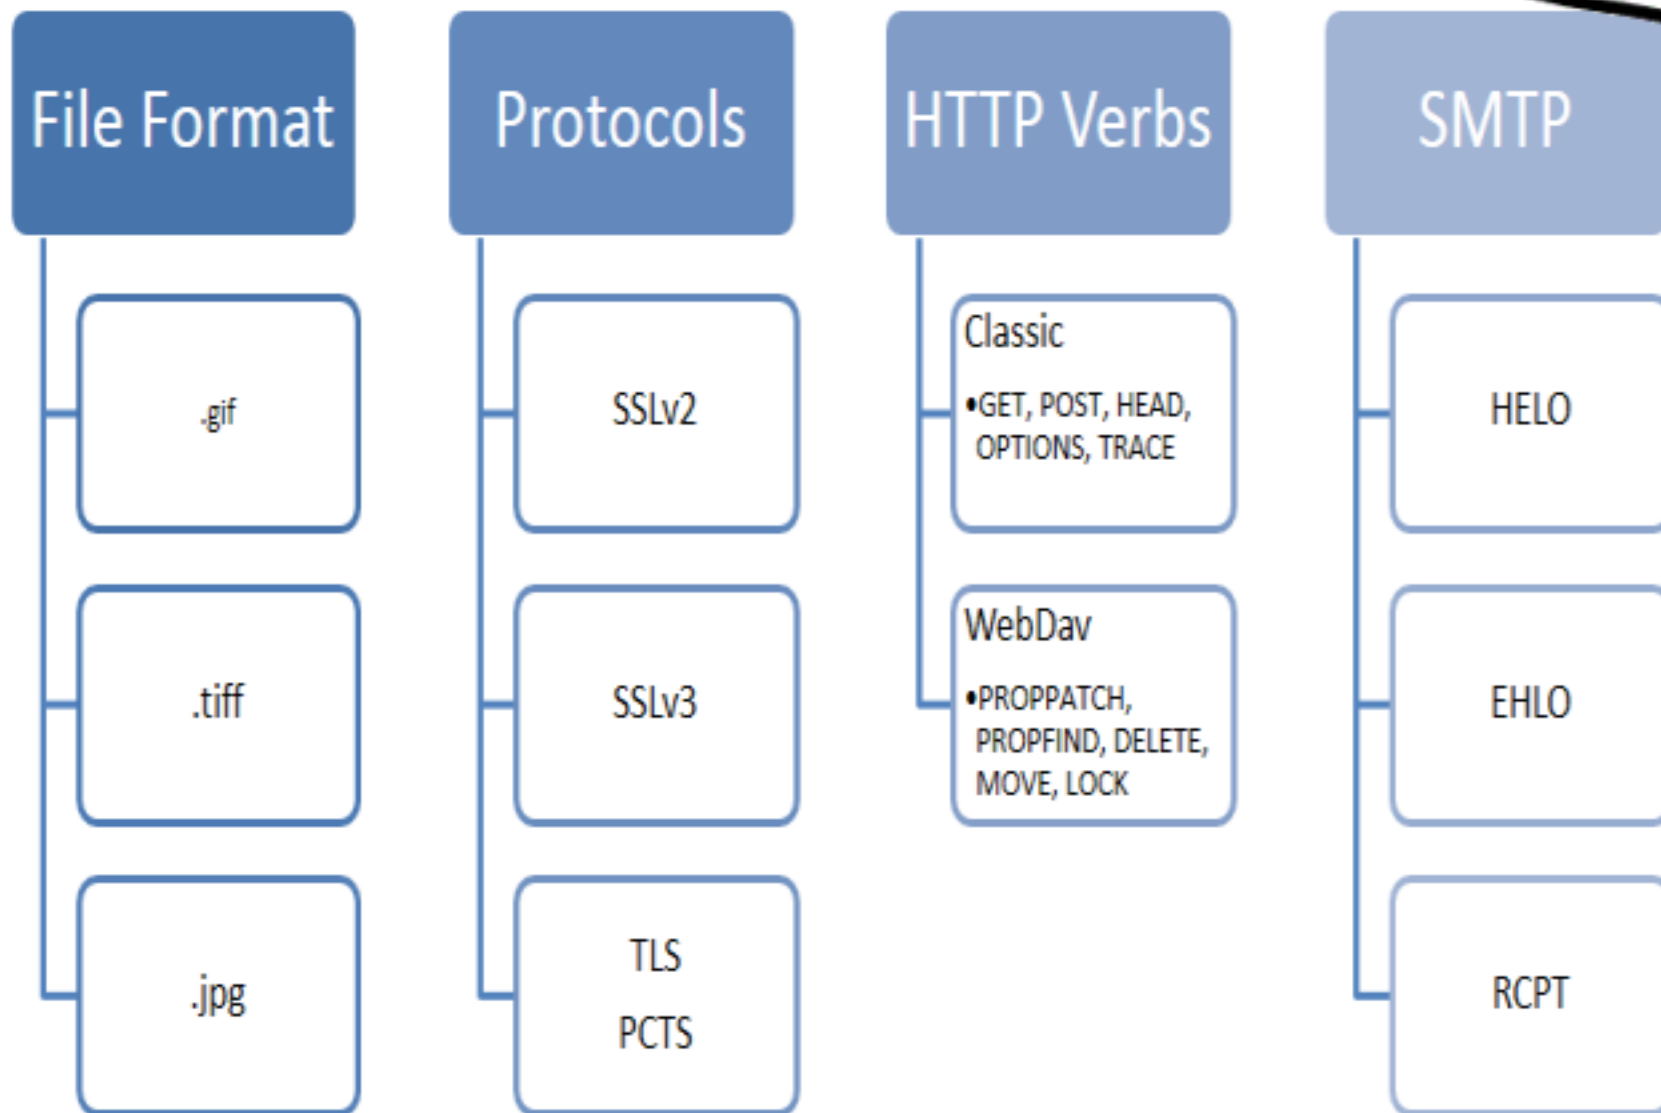 File Format
.gif
.tiff
.jpg
Protocols
SSLv2
SSLv3
TLS
PCTS
HTTP Verbs
Classic
•GET, POST, HEAD,
OPTIONS, TRACE
WebDav
•PROPPATCH,
PROPFIND, DELETE,
MOVE, LOCK
SMTP
HELO
EHLO
RCPT